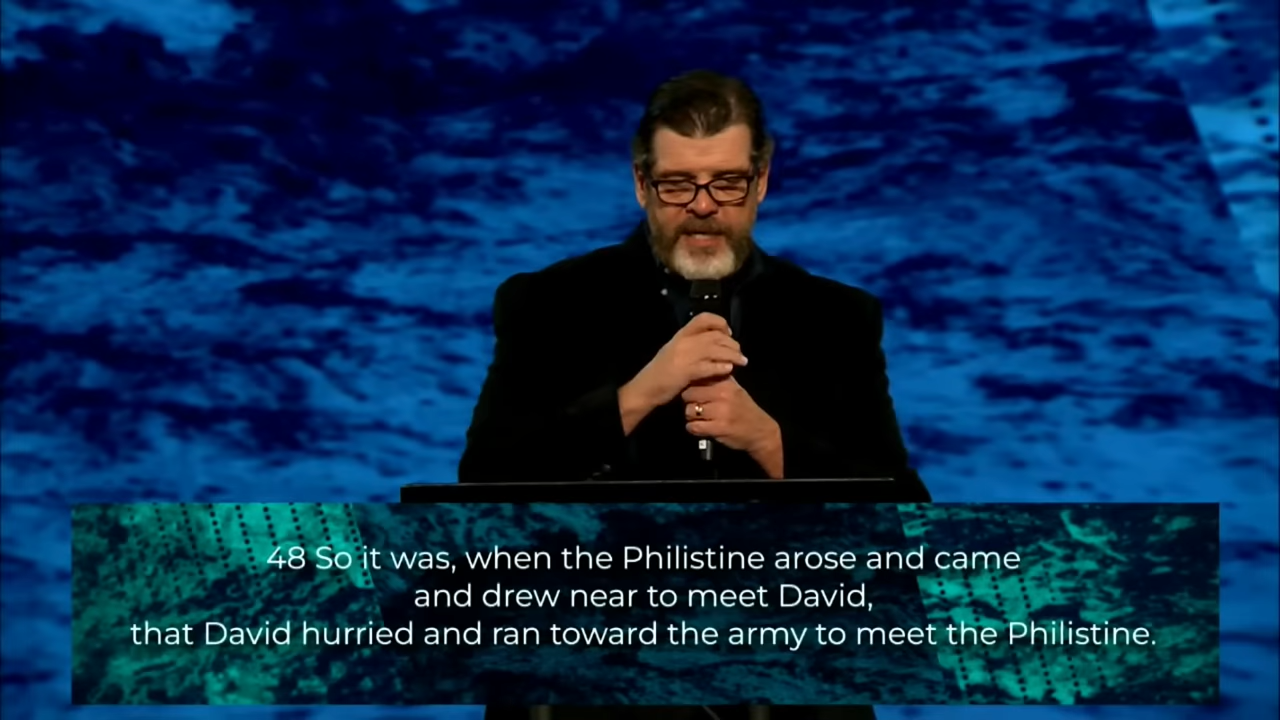 48 So it was, when the Philistine arose and came
and drew near to meet David,
that David hurried and ran toward the army to meet the Philistine.